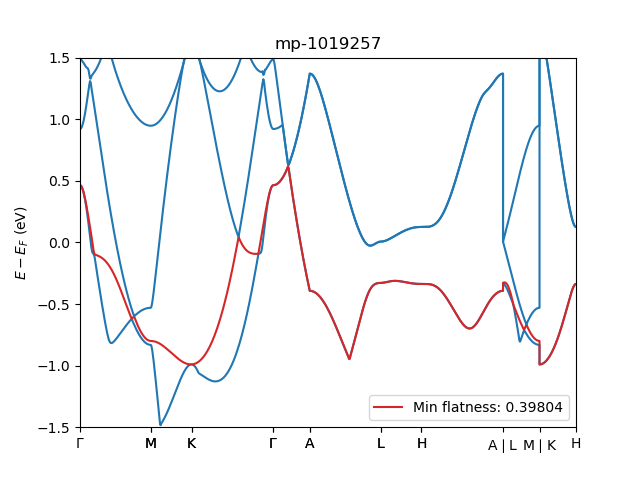 mp-1019257
1.5
1.0
0.5
0.0
−0.5
−1.0
−1.5
E − E_F (eV)
Min flatness: 0.39804
Γ M K Γ A L H A | L M | K H